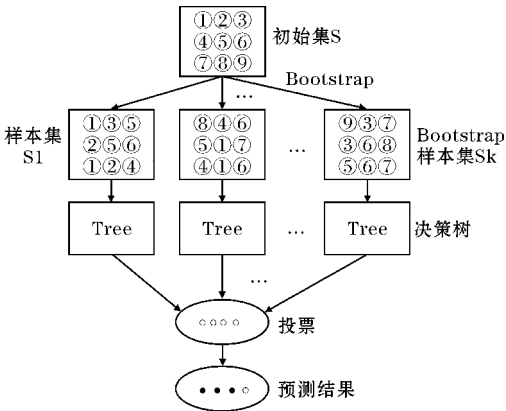 ①②③
④⑤⑥
⑦⑧⑨
初始集S
Bootstrap
...
样本集
S1
①③⑤
②⑤⑥
①②④
⑧④⑥
⑤①⑦
④①⑥
...
⑨③⑦
③⑥⑧
⑤⑥⑦
Bootstrap
样本集Sk
Tree
Tree
...
Tree
决策树
...
投票
预测结果